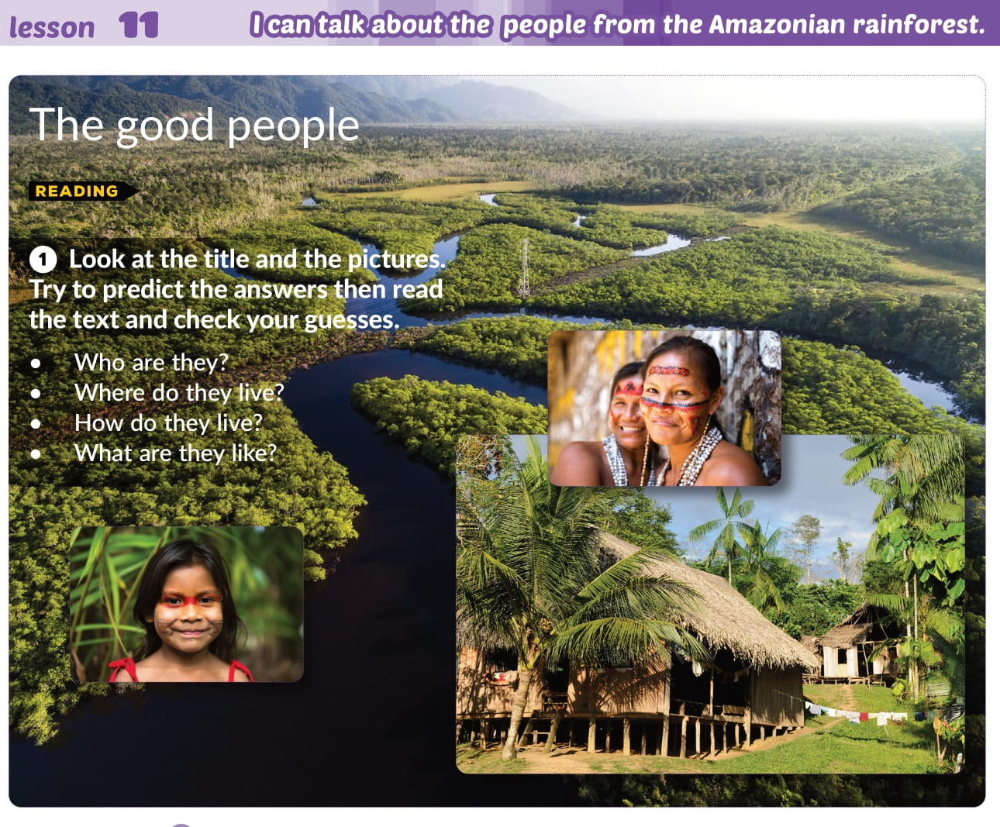 lesson 11
I can talk about the people from the Amazonian rainforest.
The good people
READING
1 Look at the title and the pictures.
Try to predict the answers then read
the text and check your guesses.
• Who are they?
• Where do they live?
• How do they live?
• What are they like?